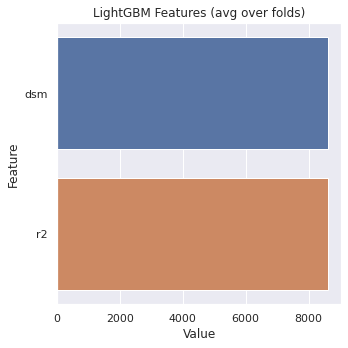 LightGBM Features (avg over folds)
dsm
r2
Feature
0 2000 4000 6000 8000
Value